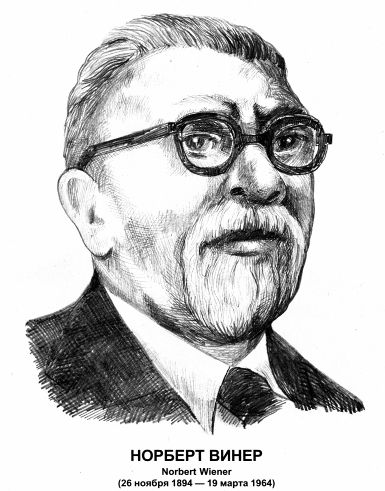 НОРБЕРТ ВИНЕР
Norbert Wiener
(26 ноября 1894 — 19 марта 1964)